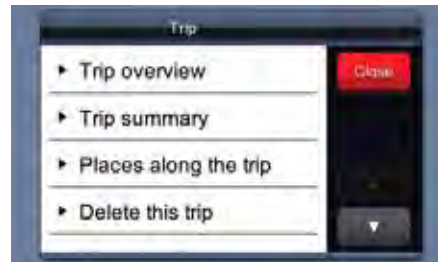 Trip
Trip overview
Close
Trip summary
Places along the trip
Delete this trip